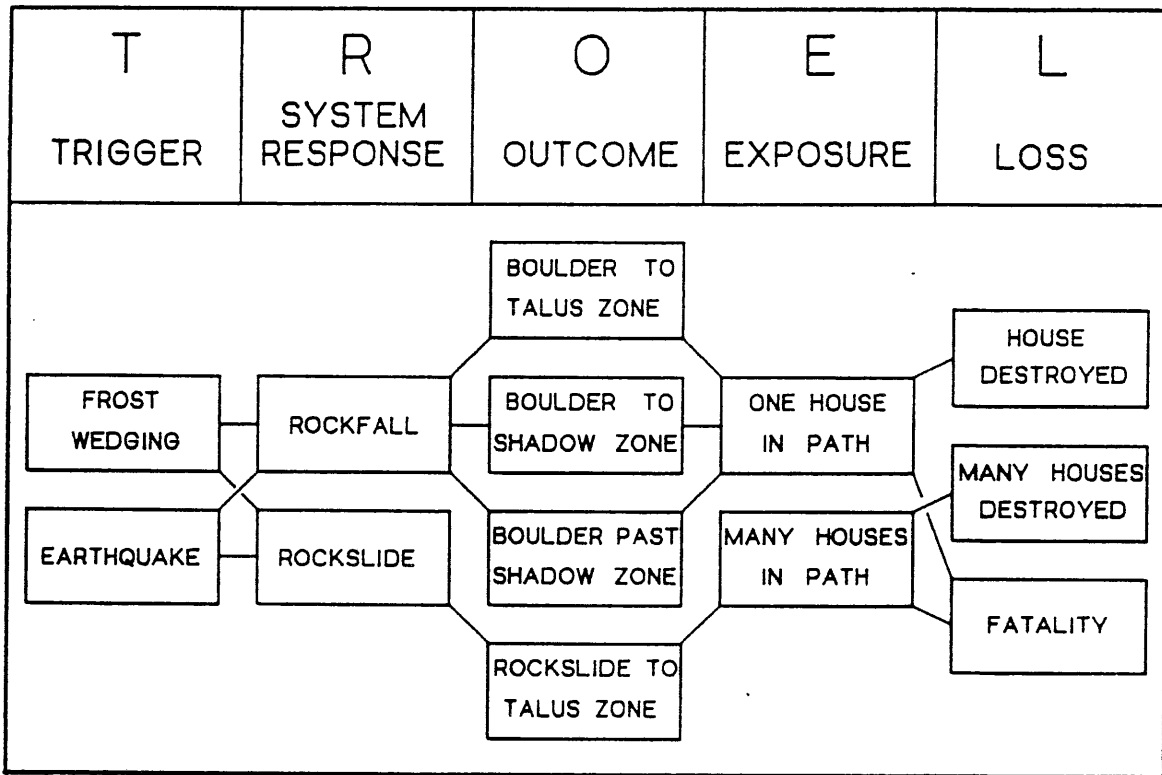 T
R
O
E
L
TRIGGER
SYSTEM
RESPONSE
OUTCOME
EXPOSURE
LOSS
FROST
WEDGING
EARTHQUAKE
ROCKFALL
ROCKSLIDE
BOULDER TO
TALUS ZONE
BOULDER TO
SHADOW ZONE
BOULDER PAST
SHADOW ZONE
ROCKSLIDE TO
TALUS ZONE
ONE HOUSE
IN PATH
MANY HOUSES
IN PATH
HOUSE
DESTROYED
MANY HOUSES
DESTROYED
FATALITY